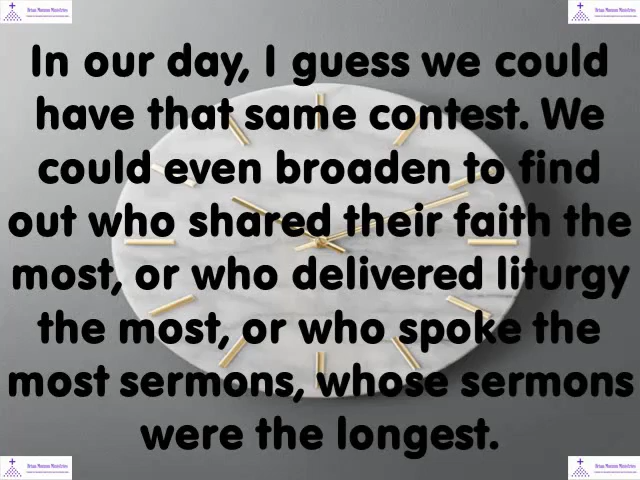 In our day, I guess we could
have that same contest. We
could even broaden to find
out who shared their faith the
most, or who delivered liturgy
the most, or who spoke the
most sermons, whose sermons
were the longest.